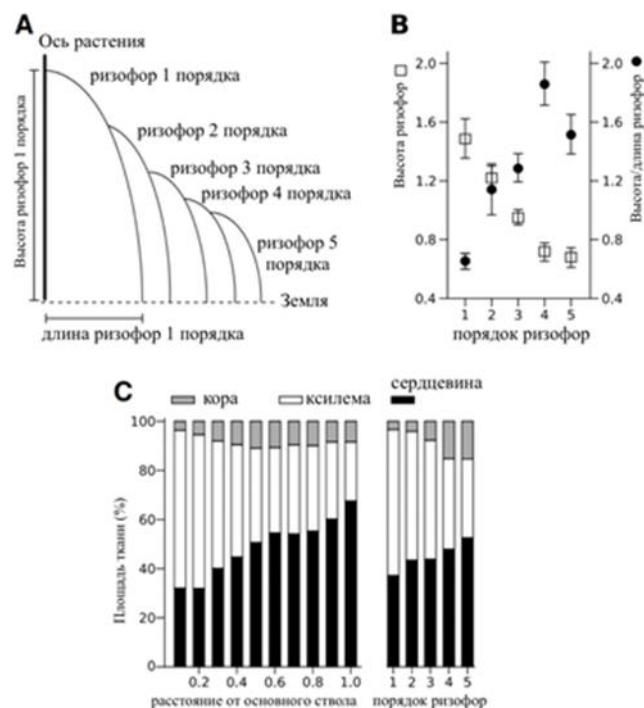 A
Ось растения
ризофор 1 порядка
ризофор 2 порядка
ризофор 3 порядка
ризофор 4 порядка
ризофор 5
порядка
Высота ризофор 1 порядка
Земля
длина ризофор 1 порядка
B
Высота ризофор
2.0
1.6
1.2
0.8
0.4
2.0
1.6
1.2
0.8
0.4
Высота/длина ризофор
1 2 3 4 5
порядок ризофор
C
кора ксилема сердцевина
Площадь ткани (%)
100
80
60
40
20
0
0.2 0.4 0.6 0.8 1.0
расстояние от основного ствола
1 2 3 4 5
порядок ризофор